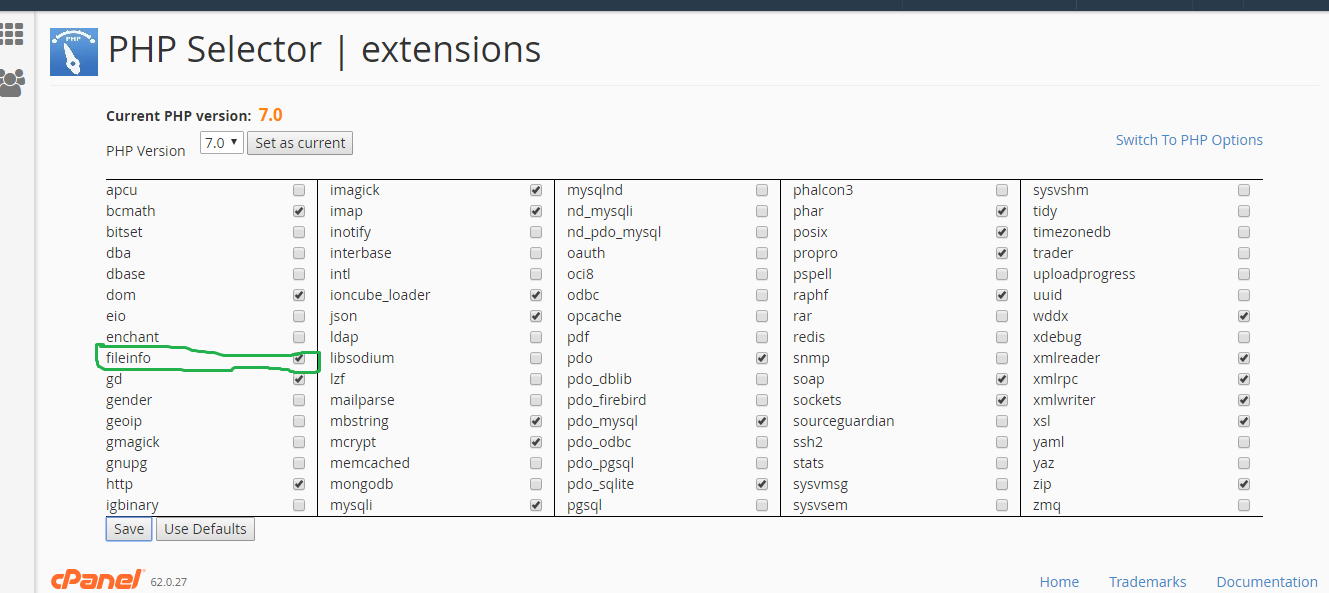 PHP
PHP Selector | extensions
Current PHP version: 7.0
PHP Version 7.0 Set as current
Switch To PHP Options
apcu imagick mysqlnd phalcon3 sysvshm
bcmath imap nd_mysqli phar tidy
bitset inotify nd_pdo_mysql posix timezonedb
dba interbase oauth propro trader
dbase intl oci8 pspell uploadprogress
dom ioncube_loader odbc raphf uuid
eio json opcache rar wddx
enchant ldap pdf redis xdebug
fileinfo libsodium pdo snmp xmlreader
gd lzf pdo_dblib soap xmlrpc
gender mailparse pdo_firebird sockets xmlwriter
geoip mbstring pdo_mysql sourceguardian xsl
gmagick mcrypt pdo_odbc ssh2 yaml
gnupg memcached pdo_pgsql stats yaz
http mongodb pdo_sqlite sysvmsg zip
igbinary mysqli pgsql sysvsem zmq
Save Use Defaults
cPanel 62.0.27
Home Trademarks Documentation